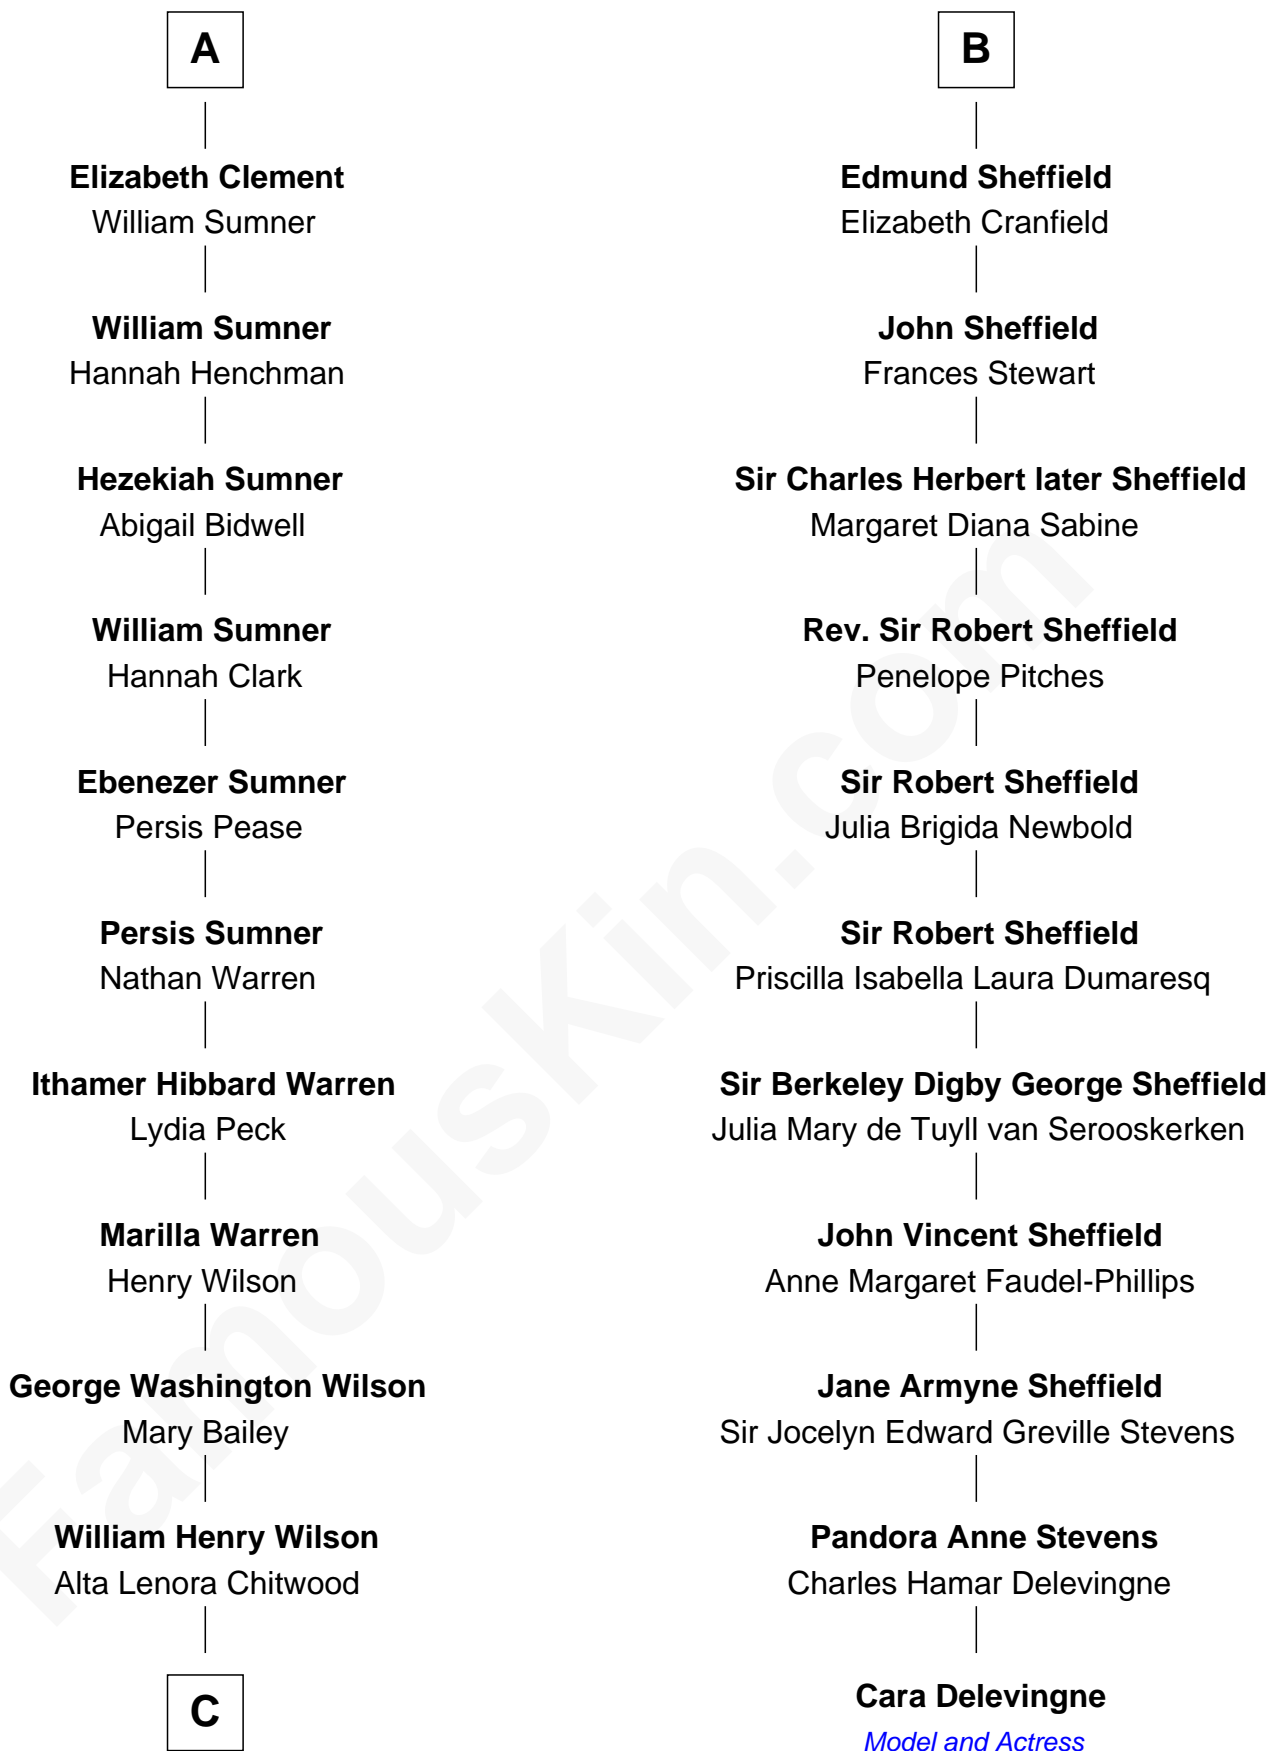 A
Elizabeth Clement
William Sumner
William Sumner
Hannah Henchman
Hezekiah Sumner
Abigail Bidwell
William Sumner
Hannah Clark
Ebenezer Sumner
Persis Pease
Persis Sumner
Nathan Warren
Ithamer Hibbard Warren
Lydia Peck
Marilla Warren
Henry Wilson
George Washington Wilson
Mary Bailey
William Henry Wilson
Alta Lenora Chitwood
C
B
Edmund Sheffield
Elizabeth Cranfield
John Sheffield
Frances Stewart
Sir Charles Herbert later Sheffield
Margaret Diana Sabine
Rev. Sir Robert Sheffield
Penelope Pitches
Sir Robert Sheffield
Julia Brigida Newbold
Sir Robert Sheffield
Priscilla Isabella Laura Dumaresq
Sir Berkeley Digby George Sheffield
Julia Mary de Tuyll van Serooskerken
John Vincent Sheffield
Anne Margaret Faudel-Phillips
Jane Armyne Sheffield
Sir Jocelyn Edward Greville Stevens
Pandora Anne Stevens
Charles Hamar Delevingne
Cara Delevingne
Model and Actress
FamousKin.com